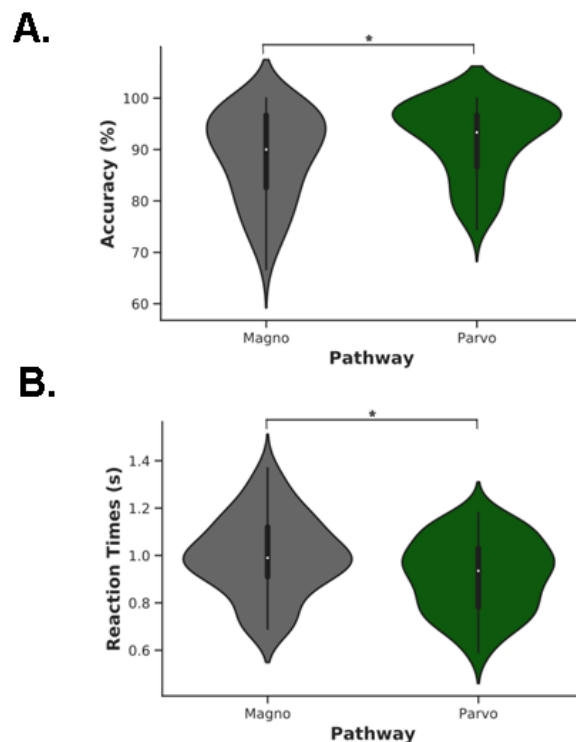 A.
*
100
90
80
70
60
Accuracy (%)
Magno
Parvo
Pathway
B.
*
1.4
1.2
1.0
0.8
0.6
Reaction Times (s)
Magno
Parvo
Pathway